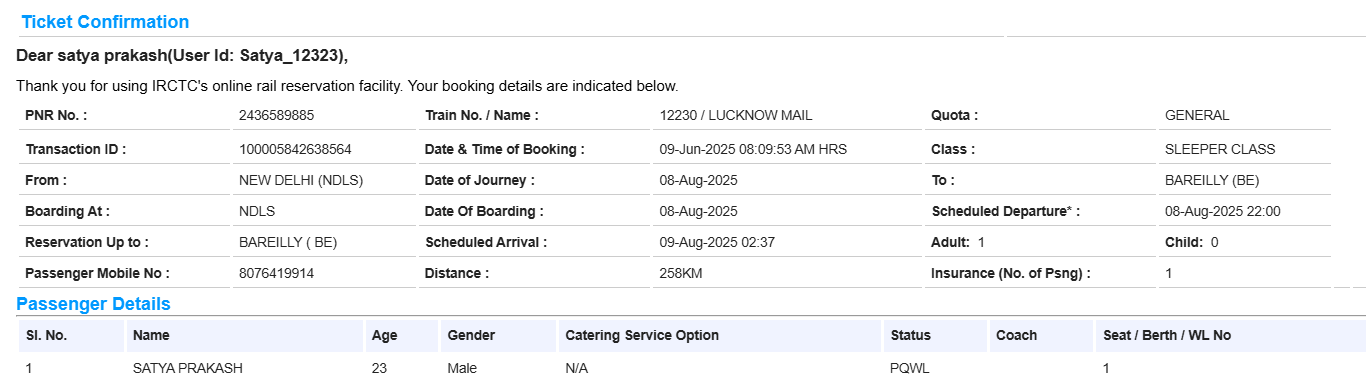 Ticket Confirmation
Dear satya prakash(User Id: Satya_12323),
Thank you for using IRCTC's online rail reservation facility. Your booking details are indicated below.
PNR No. : 2436589885 Train No. / Name : 12230 / LUCKNOW MAIL Quota : GENERAL
Transaction ID : 100005842638564 Date & Time of Booking : 09-Jun-2025 08:09:53 AM HRS Class : SLEEPER CLASS
From : NEW DELHI (NDLS) Date of Journey : 08-Aug-2025 To : BAREILLY (BE)
Boarding At : NDLS Date Of Boarding : 08-Aug-2025 Scheduled Departure* : 08-Aug-2025 22:00
Reservation Up to : BAREILLY ( BE) Scheduled Arrival : 09-Aug-2025 02:37 Adult: 1 Child: 0
Passenger Mobile No : 8076419914 Distance : 258KM Insurance (No. of Psng) : 1
Passenger Details
Sl. No. Name Age Gender Catering Service Option Status Coach Seat / Berth / WL No
1 SATYA PRAKASH 23 Male N/A PQWL 1